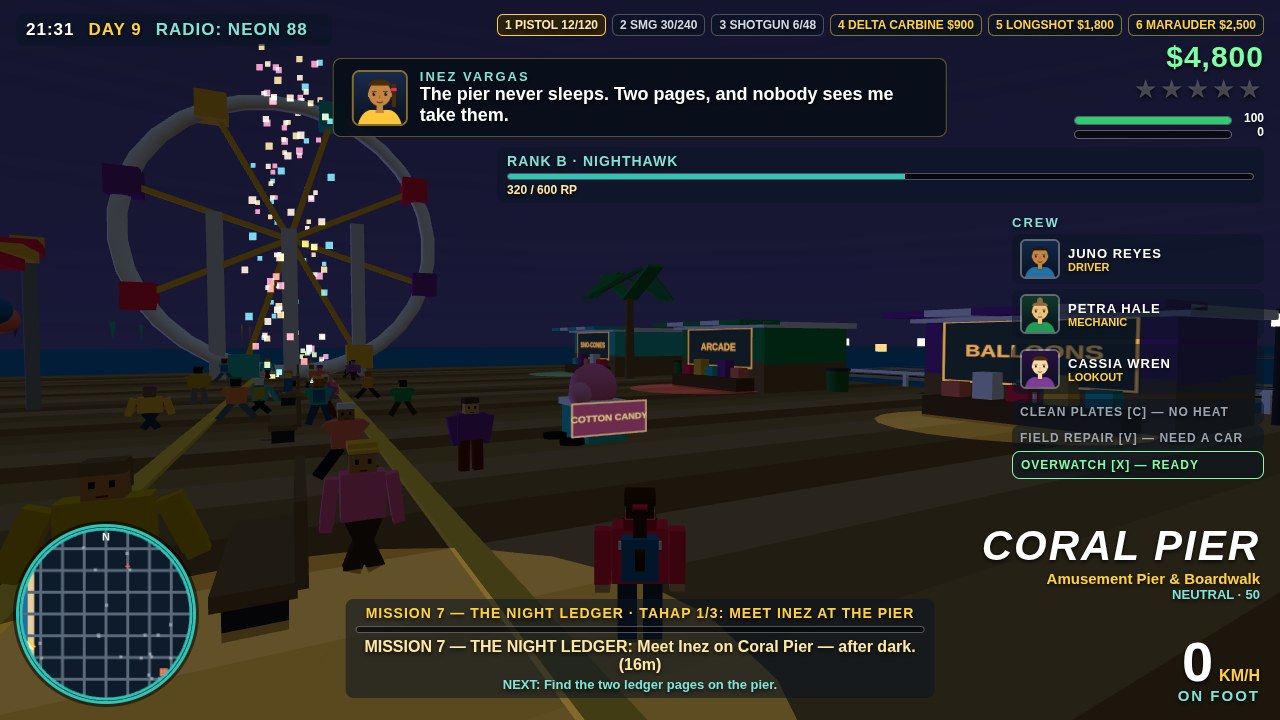 21:31 DAY 9 RADIO: NEON 88
1 PISTOL 12/120
2 SMG 30/240
3 SHOTGUN 6/48
4 DELTA CARBINE $900
5 LONGSHOT $1,800
6 MARAUDER $2,500
$4,800
100
0
INEZ VARGAS
The pier never sleeps. Two pages, and nobody sees me
take them.
RANK B · NIGHTHAWK
320 / 600 RP
CREW
JUNO REYES
DRIVER
PETRA HALE
MECHANIC
CASSIA WREN
LOOKOUT
CLEAN PLATES [C] — NO HEAT
FIELD REPAIR [V] — NEED A CAR
OVERWATCH [X] — READY
SNO-CONES
ARCADE
BALLOONS
COTTON CANDY
N
CORAL PIER
Amusement Pier & Boardwalk
NEUTRAL · 50
MISSION 7 — THE NIGHT LEDGER · TAHAP 1/3: MEET INEZ AT THE PIER
MISSION 7 — THE NIGHT LEDGER: Meet Inez on Coral Pier — after dark.
(16m)
NEXT: Find the two ledger pages on the pier.
0 KM/H
ON FOOT